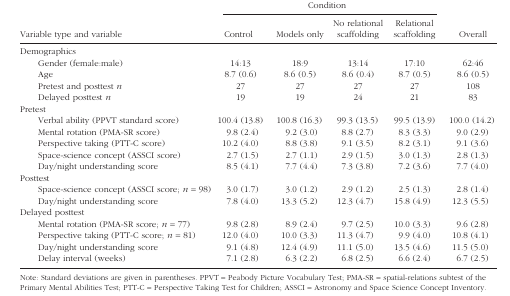 Condition
No relational Relational
Variable type and variable Control Models only scaffolding scaffolding Overall
Demographics
Gender (female:male) 14:13 18:9 13:14 17:10 62:46
Age 8.7 (0.6) 8.6 (0.5) 8.6 (0.4) 8.7 (0.5) 8.6 (0.5)
Pretest and posttest n 27 27 27 27 108
Delayed posttest n 19 19 24 21 83
Pretest
Verbal ability (PPVT standard score) 100.4 (13.8) 100.8 (16.3) 99.3 (13.5) 99.5 (13.9) 100.0 (14.2)
Mental rotation (PMA-SR score) 9.8 (2.4) 9.2 (3.0) 8.8 (2.7) 8.3 (3.3) 9.0 (2.9)
Perspective taking (PTT-C score) 10.2 (4.0) 8.8 (3.8) 9.1 (3.5) 8.2 (3.1) 9.1 (3.6)
Space-science concept (ASSCI score) 2.7 (1.5) 2.7 (1.1) 2.9 (1.5) 3.0 (1.3) 2.8 (1.3)
Day/night understanding score 8.5 (4.1) 7.7 (4.4) 7.3 (3.8) 7.2 (3.6) 7.7 (4.0)
Posttest
Space-science concept (ASSCI score; n = 98) 3.0 (1.7) 3.0 (1.2) 2.9 (1.2) 2.5 (1.3) 2.8 (1.4)
Day/night understanding score 7.8 (4.0) 13.3 (5.2) 12.3 (4.7) 15.8 (4.9) 12.3 (5.5)
Delayed posttest
Mental rotation (PMA-SR score; n = 77) 9.8 (2.8) 8.9 (2.4) 9.7 (2.5) 10.0 (3.3) 9.6 (2.8)
Perspective taking (PTT-C score; n = 81) 12.0 (4.0) 10.0 (3.3) 11.3 (4.7) 9.9 (4.0) 10.8 (4.1)
Day/night understanding score 9.1 (4.8) 12.4 (4.9) 11.1 (5.0) 13.5 (4.6) 11.5 (5.0)
Delay interval (weeks) 7.1 (2.8) 6.3 (2.2) 6.8 (2.5) 6.6 (2.4) 6.7 (2.5)
Note: Standard deviations are given in parentheses. PPVT = Peabody Picture Vocabulary Test; PMA-SR = spatial-relations subtest of the
Primary Mental Abilities Test; PTT-C = Perspective Taking Test for Children; ASSCI = Astronomy and Space Science Concept Inventory.